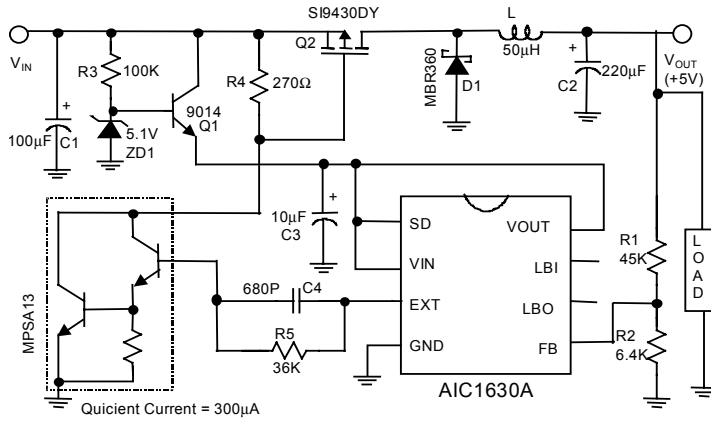 SI9430DY
Q2
L
50µH
VIN
R3
100K
R4
270Ω
9014
Q1
5.1V
ZD1
+
100µF
C1
MBR360
D1
+
C2
220µF
VOUT
(+5V)
+
10µF
C3
SD
VIN
EXT
GND
VOUT
LBI
LBO
FB
AIC1630A
R1
45K
R2
6.4K
LOAD
MPSA13
680P
C4
R5
36K
Quicient Current = 300µA